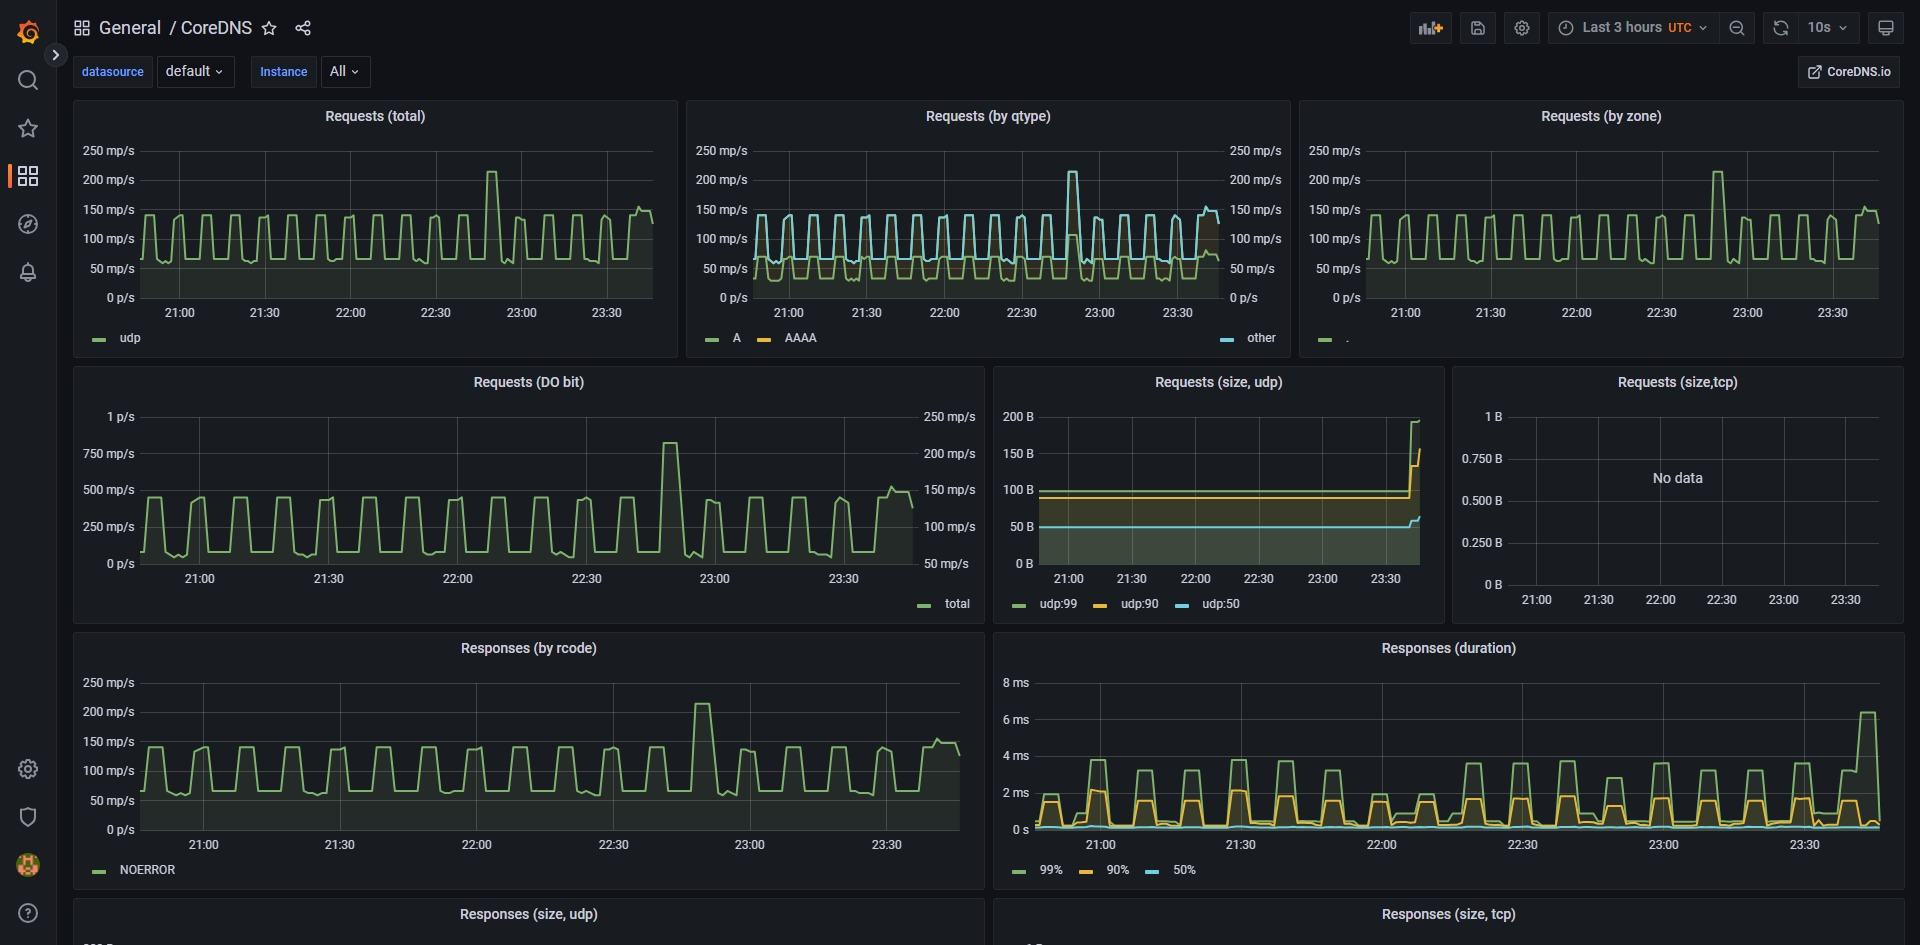 General / CoreDNS
Last 3 hours UTC
10s
datasource default Instance All
CoreDNS.io
Requests (total)
250 mp/s
200 mp/s
150 mp/s
100 mp/s
50 mp/s
0 p/s
21:00 21:30 22:00 22:30 23:00 23:30
udp
Requests (by qtype)
250 mp/s 250 mp/s
200 mp/s 200 mp/s
150 mp/s 150 mp/s
100 mp/s 100 mp/s
50 mp/s 50 mp/s
0 p/s 0 p/s
21:00 21:30 22:00 22:30 23:00 23:30
A AAAA other
Requests (by zone)
250 mp/s
200 mp/s
150 mp/s
100 mp/s
50 mp/s
0 p/s
21:00 21:30 22:00 22:30 23:00 23:30
.
Requests (DO bit)
1 p/s 250 mp/s
750 mp/s 200 mp/s
500 mp/s 150 mp/s
250 mp/s 100 mp/s
0 p/s 50 mp/s
21:00 21:30 22:00 22:30 23:00 23:30
total
Requests (size, udp)
200 B
150 B
100 B
50 B
0 B
21:00 21:30 22:00 22:30 23:00 23:30
udp:99 udp:90 udp:50
Requests (size,tcp)
1 B
0.750 B
No data
0.500 B
0.250 B
0 B
21:00 21:30 22:00 22:30 23:00 23:30
Responses (by rcode)
250 mp/s
200 mp/s
150 mp/s
100 mp/s
50 mp/s
0 p/s
21:00 21:30 22:00 22:30 23:00 23:30
NOERROR
Responses (duration)
8 ms
6 ms
4 ms
2 ms
0 s
21:00 21:30 22:00 22:30 23:00 23:30
99% 90% 50%
Responses (size, udp)
Responses (size, tcp)